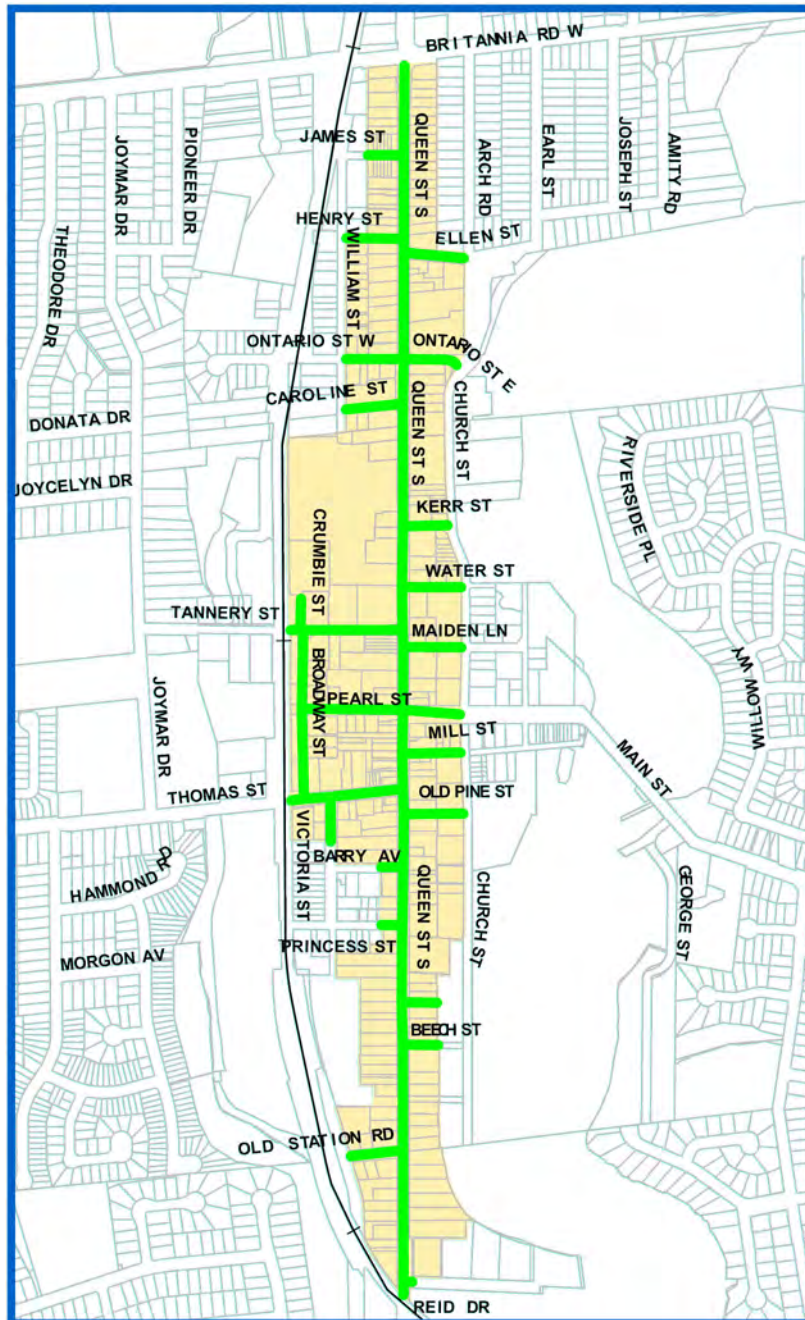 BRITANNIA RD W
JAMES ST
QUEEN ST S
PIONEER DR
JOYMAR DR
ARCH RD
EARL ST
JOSEPH ST
AMITY RD
HENRY ST
ELLEN ST
THEODORE DR
WILLIAM ST
ONTARIO ST W
ONTARIO ST E
CAROLINE ST
DONATA DR
QUEEN ST S
CHURCH ST
JOYCELYN DR
RIVERSIDE PL
KERR ST
CRUMBIE ST
WATER ST
TANNERY ST
MAIDEN LN
BROADWAY ST
WILLOW WY
JOYMAR DR
PEARL ST
MILL ST
MAIN ST
THOMAS ST
OLD PINE ST
VICTORIA ST
BARRY AV
HAMMOND RD
QUEEN ST S
CHURCH ST
GEORGE ST
PRINCESS ST
MORGON AV
BEECH ST
OLD STATION RD
REID DR